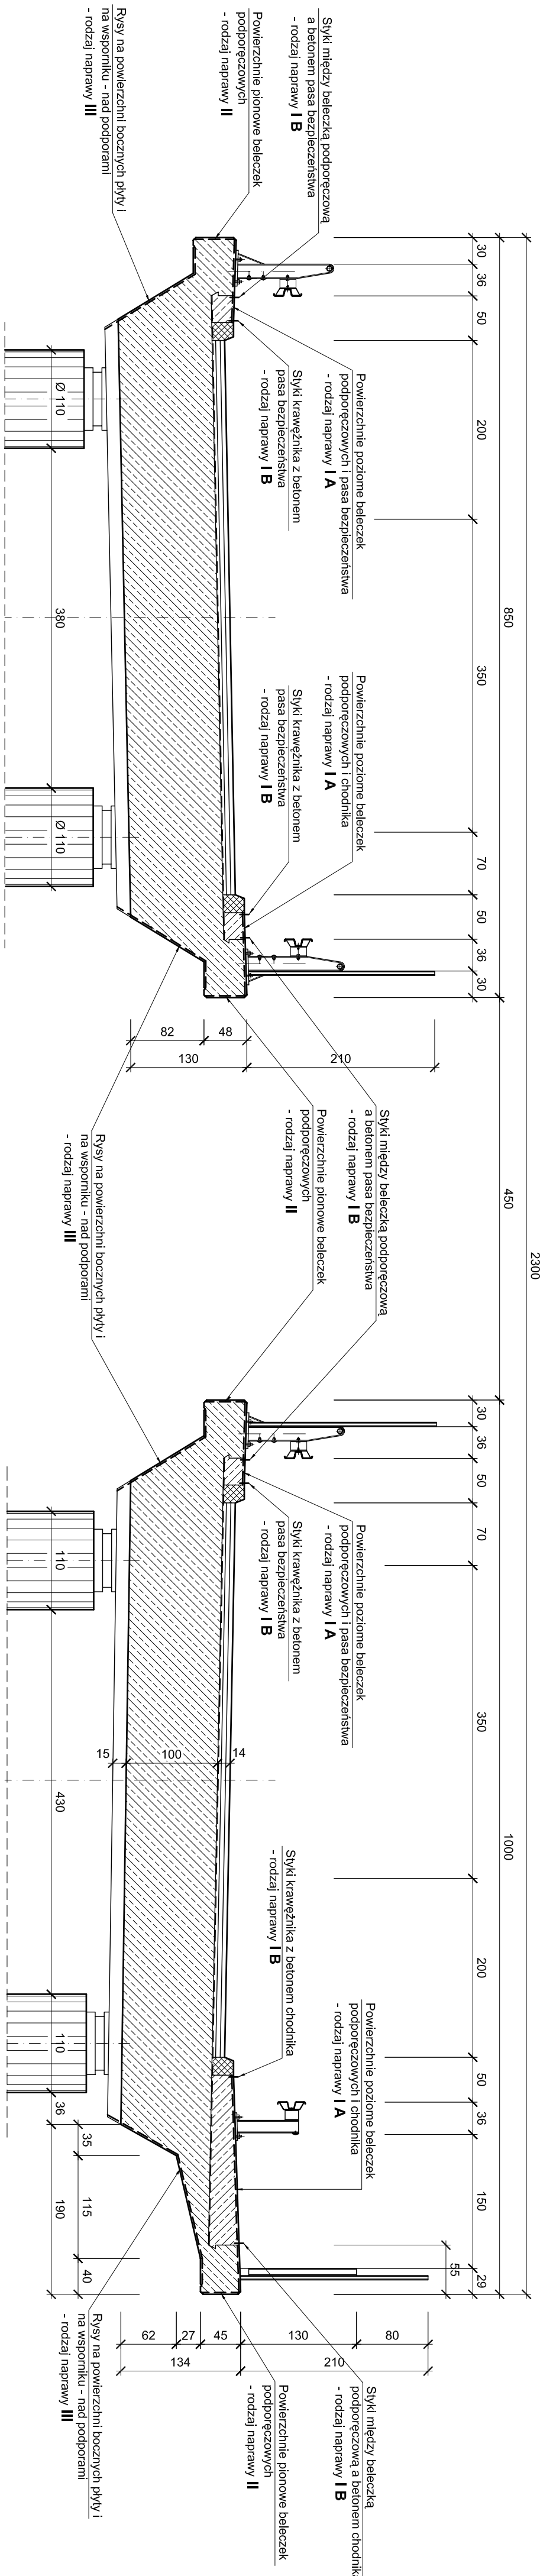 Rysy na powierzchni bocznych płyty i
na wsporniku - nad podporami
- rodzaj naprawy III
Powierzchnie pionowe beleczek
podporęczowych
- rodzaj naprawy II
Styki między beleczką podporęczową
a betonem pasa bezpieczeństwa
- rodzaj naprawy I B
Styki krawężnika z betonem
pasa bezpieczeństwa
- rodzaj naprawy I B
Powierzchnie poziome beleczek
podporęczowych i pasa bezpieczeństwa
- rodzaj naprawy I A
Styki krawężnika z betonem
pasa bezpieczeństwa
- rodzaj naprawy I B
Powierzchnie poziome beleczek
podporęczowych i chodnika
- rodzaj naprawy I A
2300
850
450
1000
30
36
50
200
350
70
50
36
30
Ø 110
380
Ø 110
82
48
130
210
Rysy na powierzchni bocznych płyty i
na wsporniku - nad podporami
- rodzaj naprawy III
Powierzchnie pionowe beleczek
podporęczowych
- rodzaj naprawy II
Styki między beleczką podporęczową
a betonem pasa bezpieczeństwa
- rodzaj naprawy I B
30
36
50
70
350
200
50
36
150
29
55
Styki krawężnika z betonem
pasa bezpieczeństwa
- rodzaj naprawy I B
Powierzchnie poziome beleczek
podporęczowych i pasa bezpieczeństwa
- rodzaj naprawy I A
15
100
14
Styki krawężnika z betonem chodnika
- rodzaj naprawy I B
Powierzchnie poziome beleczek
podporęczowych i chodnika
- rodzaj naprawy I A
110
430
110
36
190
35
115
40
62
27
45
130
80
134
210
Rysy na powierzchni bocznych płyty i
na wsporniku - nad podporami
- rodzaj naprawy III
Powierzchnie pionowe beleczek
podporęczowych
- rodzaj naprawy II
Styki między beleczką
podporęczową a betonem chodnik
- rodzaj naprawy I B